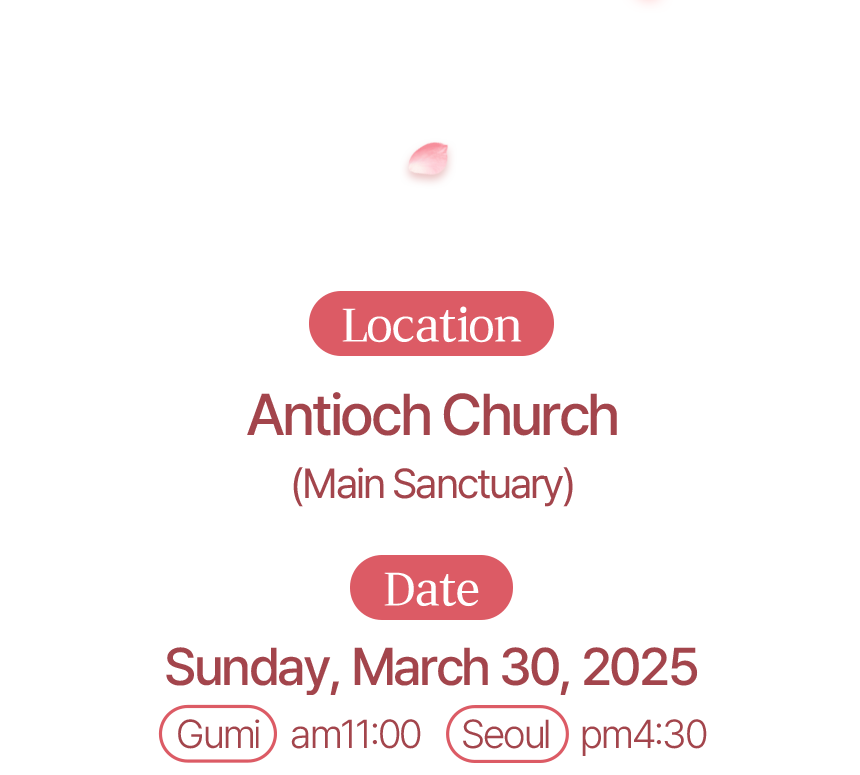 Location
Antioch Church
(Main Sanctuary)
Date
Sunday, March 30, 2025
Gumi am11:00 Seoul pm4:30